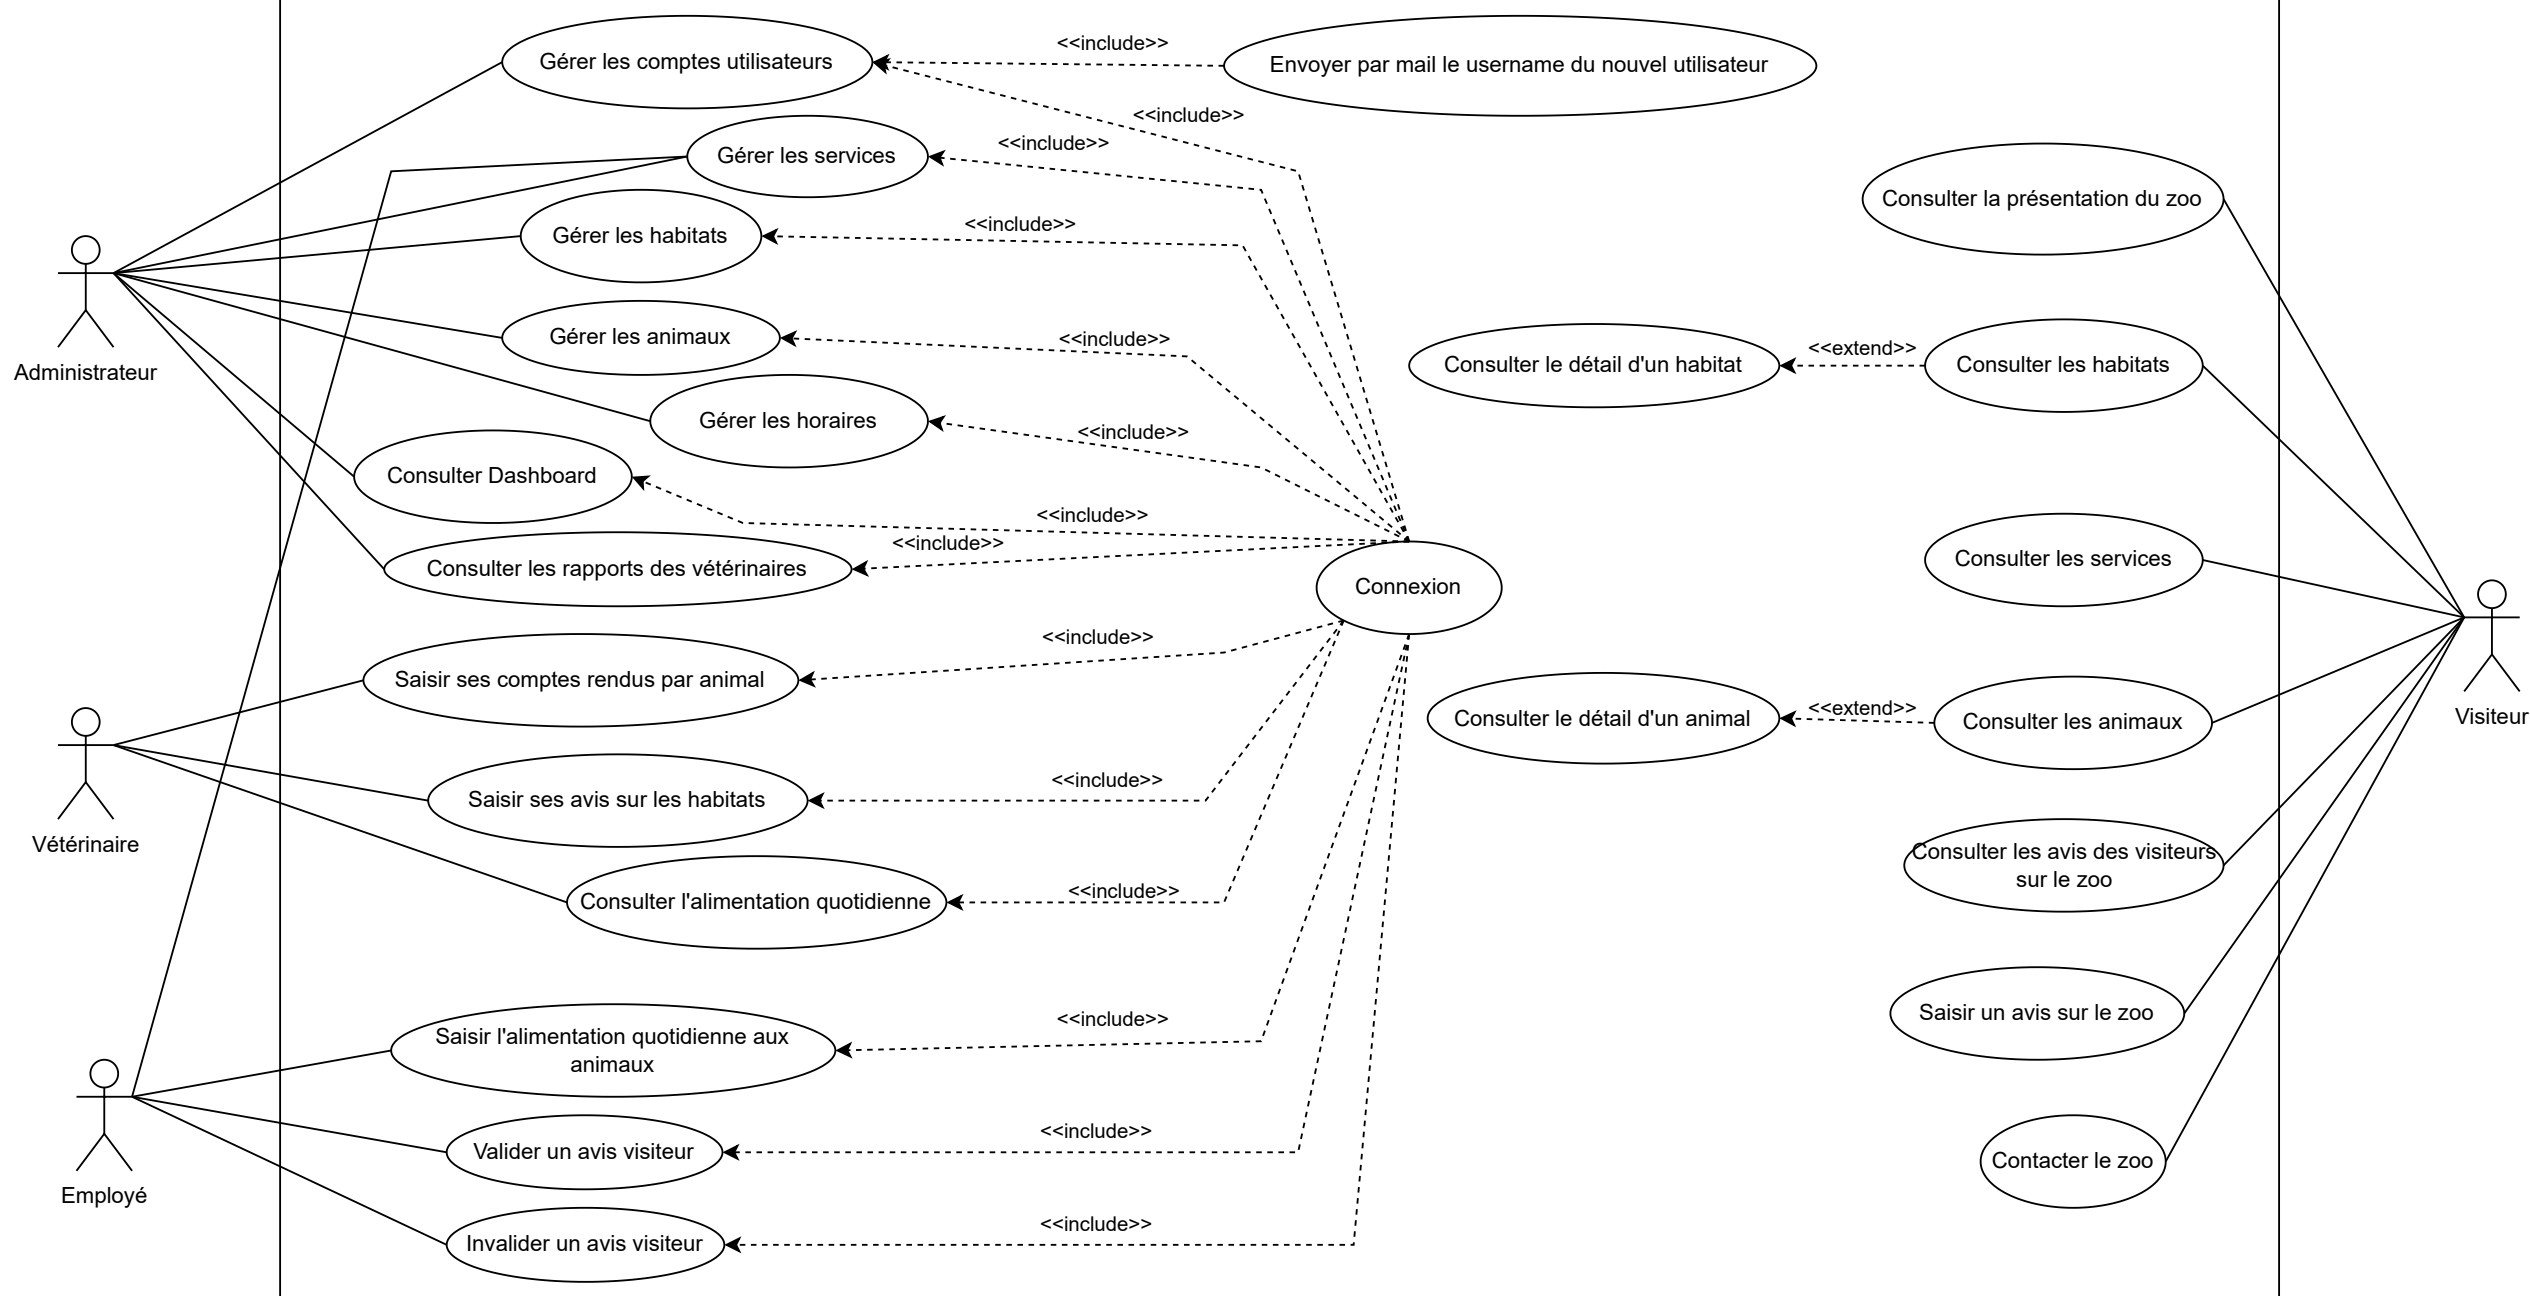 <<include>>
Gérer les comptes utilisateurs
Envoyer par mail le username du nouvel utilisateur
<<include>>
<<include>>
Gérer les services
Consulter la présentation du zoo
<<include>>
Gérer les habitats
<<include>>
Gérer les animaux
<<extend>>
Consulter le détail d'un habitat
Consulter les habitats
Administrateur
Gérer les horaires
<<include>>
Consulter Dashboard
<<include>>
<<include>>
Consulter les rapports des vétérinaires
Consulter les services
Connexion
<<include>>
Saisir ses comptes rendus par animal
<<extend>>
Consulter le détail d'un animal
Consulter les animaux
Visiteur
<<include>>
Saisir ses avis sur les habitats
Vétérinaire
Consulter les avis des visiteurs
sur le zoo
<<include>>
Consulter l'alimentation quotidienne
Saisir un avis sur le zoo
<<include>>
Saisir l'alimentation quotidienne aux
animaux
<<include>>
Valider un avis visiteur
Contacter le zoo
Employé
<<include>>
Invalider un avis visiteur